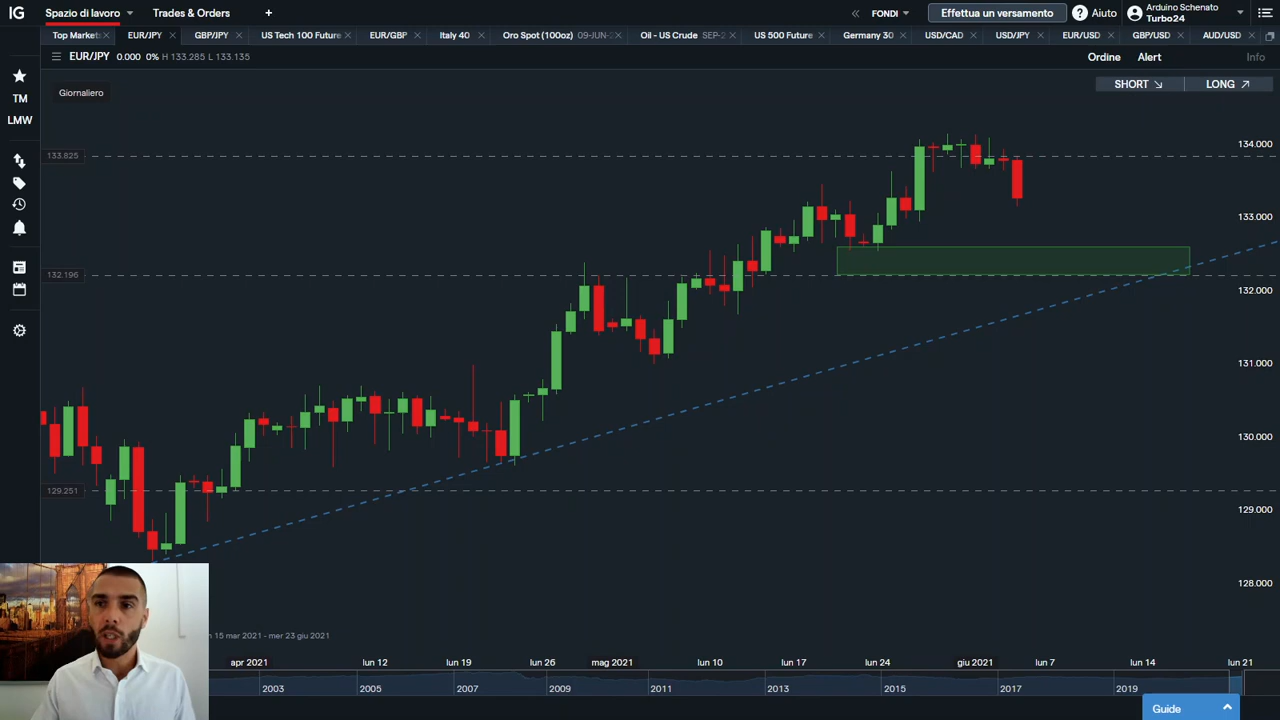 IG Spazio di lavoro Trades & Orders + FONDI Effettua un versamento ? Aiuto Arduino Schenato
Turbo24
Top Market EUR/JPY GBP/JPY US Tech 100 Future EUR/GBP Italy 40 Oro Spot (100oz) 09-JUN-2 Oil - US Crude SEP-2 US 500 Future Germany 30 USD/CAD USD/JPY EUR/USD GBP/USD AUD/USD
EUR/JPY 0.000 0% H 133.285 L 133.135 Ordine Alert Info
SHORT LONG
Giornaliero
TM
LMW
133.825
132.196
129.251
134.000
133.000
132.000
131.000
130.000
129.000
128.000
n 15 mar 2021 - mer 23 giu 2021
apr 2021 lun 12 lun 19 lun 26 mag 2021 lun 10 lun 17 lun 24 giu 2021 lun 7 lun 14 lun 21
2003 2005 2007 2009 2011 2013 2015 2017 2019
Guide